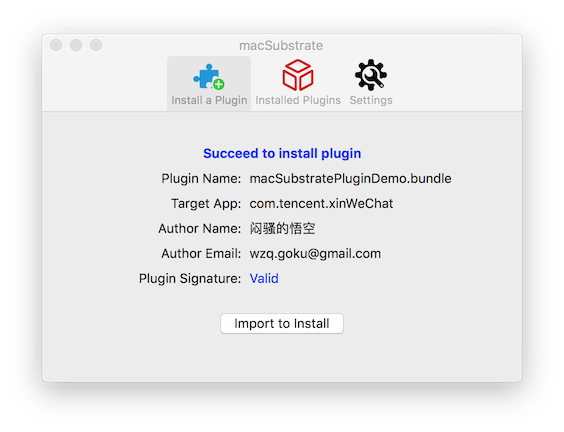 macSubstrate
Install a Plugin Installed Plugins Settings
Succeed to install plugin
Plugin Name: macSubstratePluginDemo.bundle
Target App: com.tencent.xinWeChat
Author Name: 闷骚的悟空
Author Email: wzq.goku@gmail.com
Plugin Signature: Valid
Import to Install